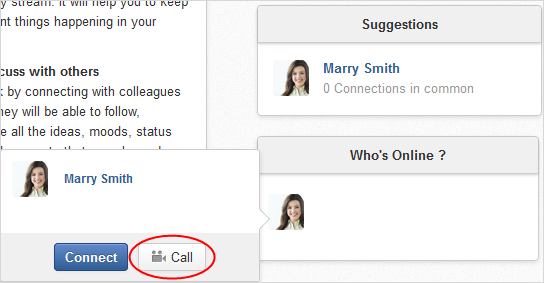 y stream. It will help you to keep
nt things happening in your
cuss with others
k by connecting with colleagues
hey will be able to follow,
e all the ideas, moods, status
Suggestions
Marry Smith
0 Connections in common
Who's Online ?
Marry Smith
Connect
Call